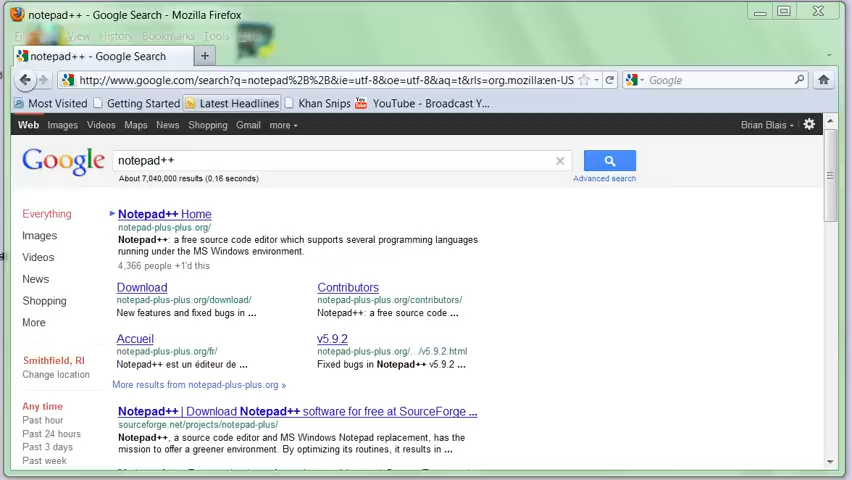 notepad++ - Google Search - Mozilla Firefox
View History Bookmarks Tools
notepad++ - Google Search
http://www.google.com/search?q=notepad%2B%2B&ie=utf-8&oe=utf-8&aq=t&rls=org.mozilla:en-US
Google
Most Visited Getting Started Latest Headlines Khan Snips YouTube - Broadcast Y...
Web Images Videos Maps News Shopping Gmail more
Brian Blais
Google
notepad++
About 7,040,000 results (0.16 seconds)
Advanced search
Everything
Images
Videos
News
Shopping
More
Smithfield, RI
Change location
Any time
Past hour
Past 24 hours
Past 3 days
Past week
Notepad++ Home
notepad-plus-plus.org/
Notepad++: a free source code editor which supports several programming languages
running under the MS Windows environment.
4,366 people +1'd this
Download
notepad-plus-plus.org/download/
New features and fixed bugs in ...
Contributors
notepad-plus-plus.org/contributors/
Notepad++: a free source code ...
Accueil
notepad-plus-plus.org/fr/
Notepad++ est un éditeur de ...
v5.9.2
notepad-plus-plus.org/.../v5.9.2.html
Fixed bugs in Notepad++ v5.9.2 ...
More results from notepad-plus-plus.org »
Notepad++ | Download Notepad++ software for free at SourceForge ...
sourceforge.net/projects/notepad-plus/
Notepad++, a source code editor and MS Windows Notepad replacement, has the
mission to offer a greener environment. By optimizing its routines, it results in